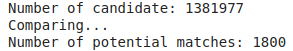 Number of candidate: 1381977
Comparing...
Number of potential matches: 1800